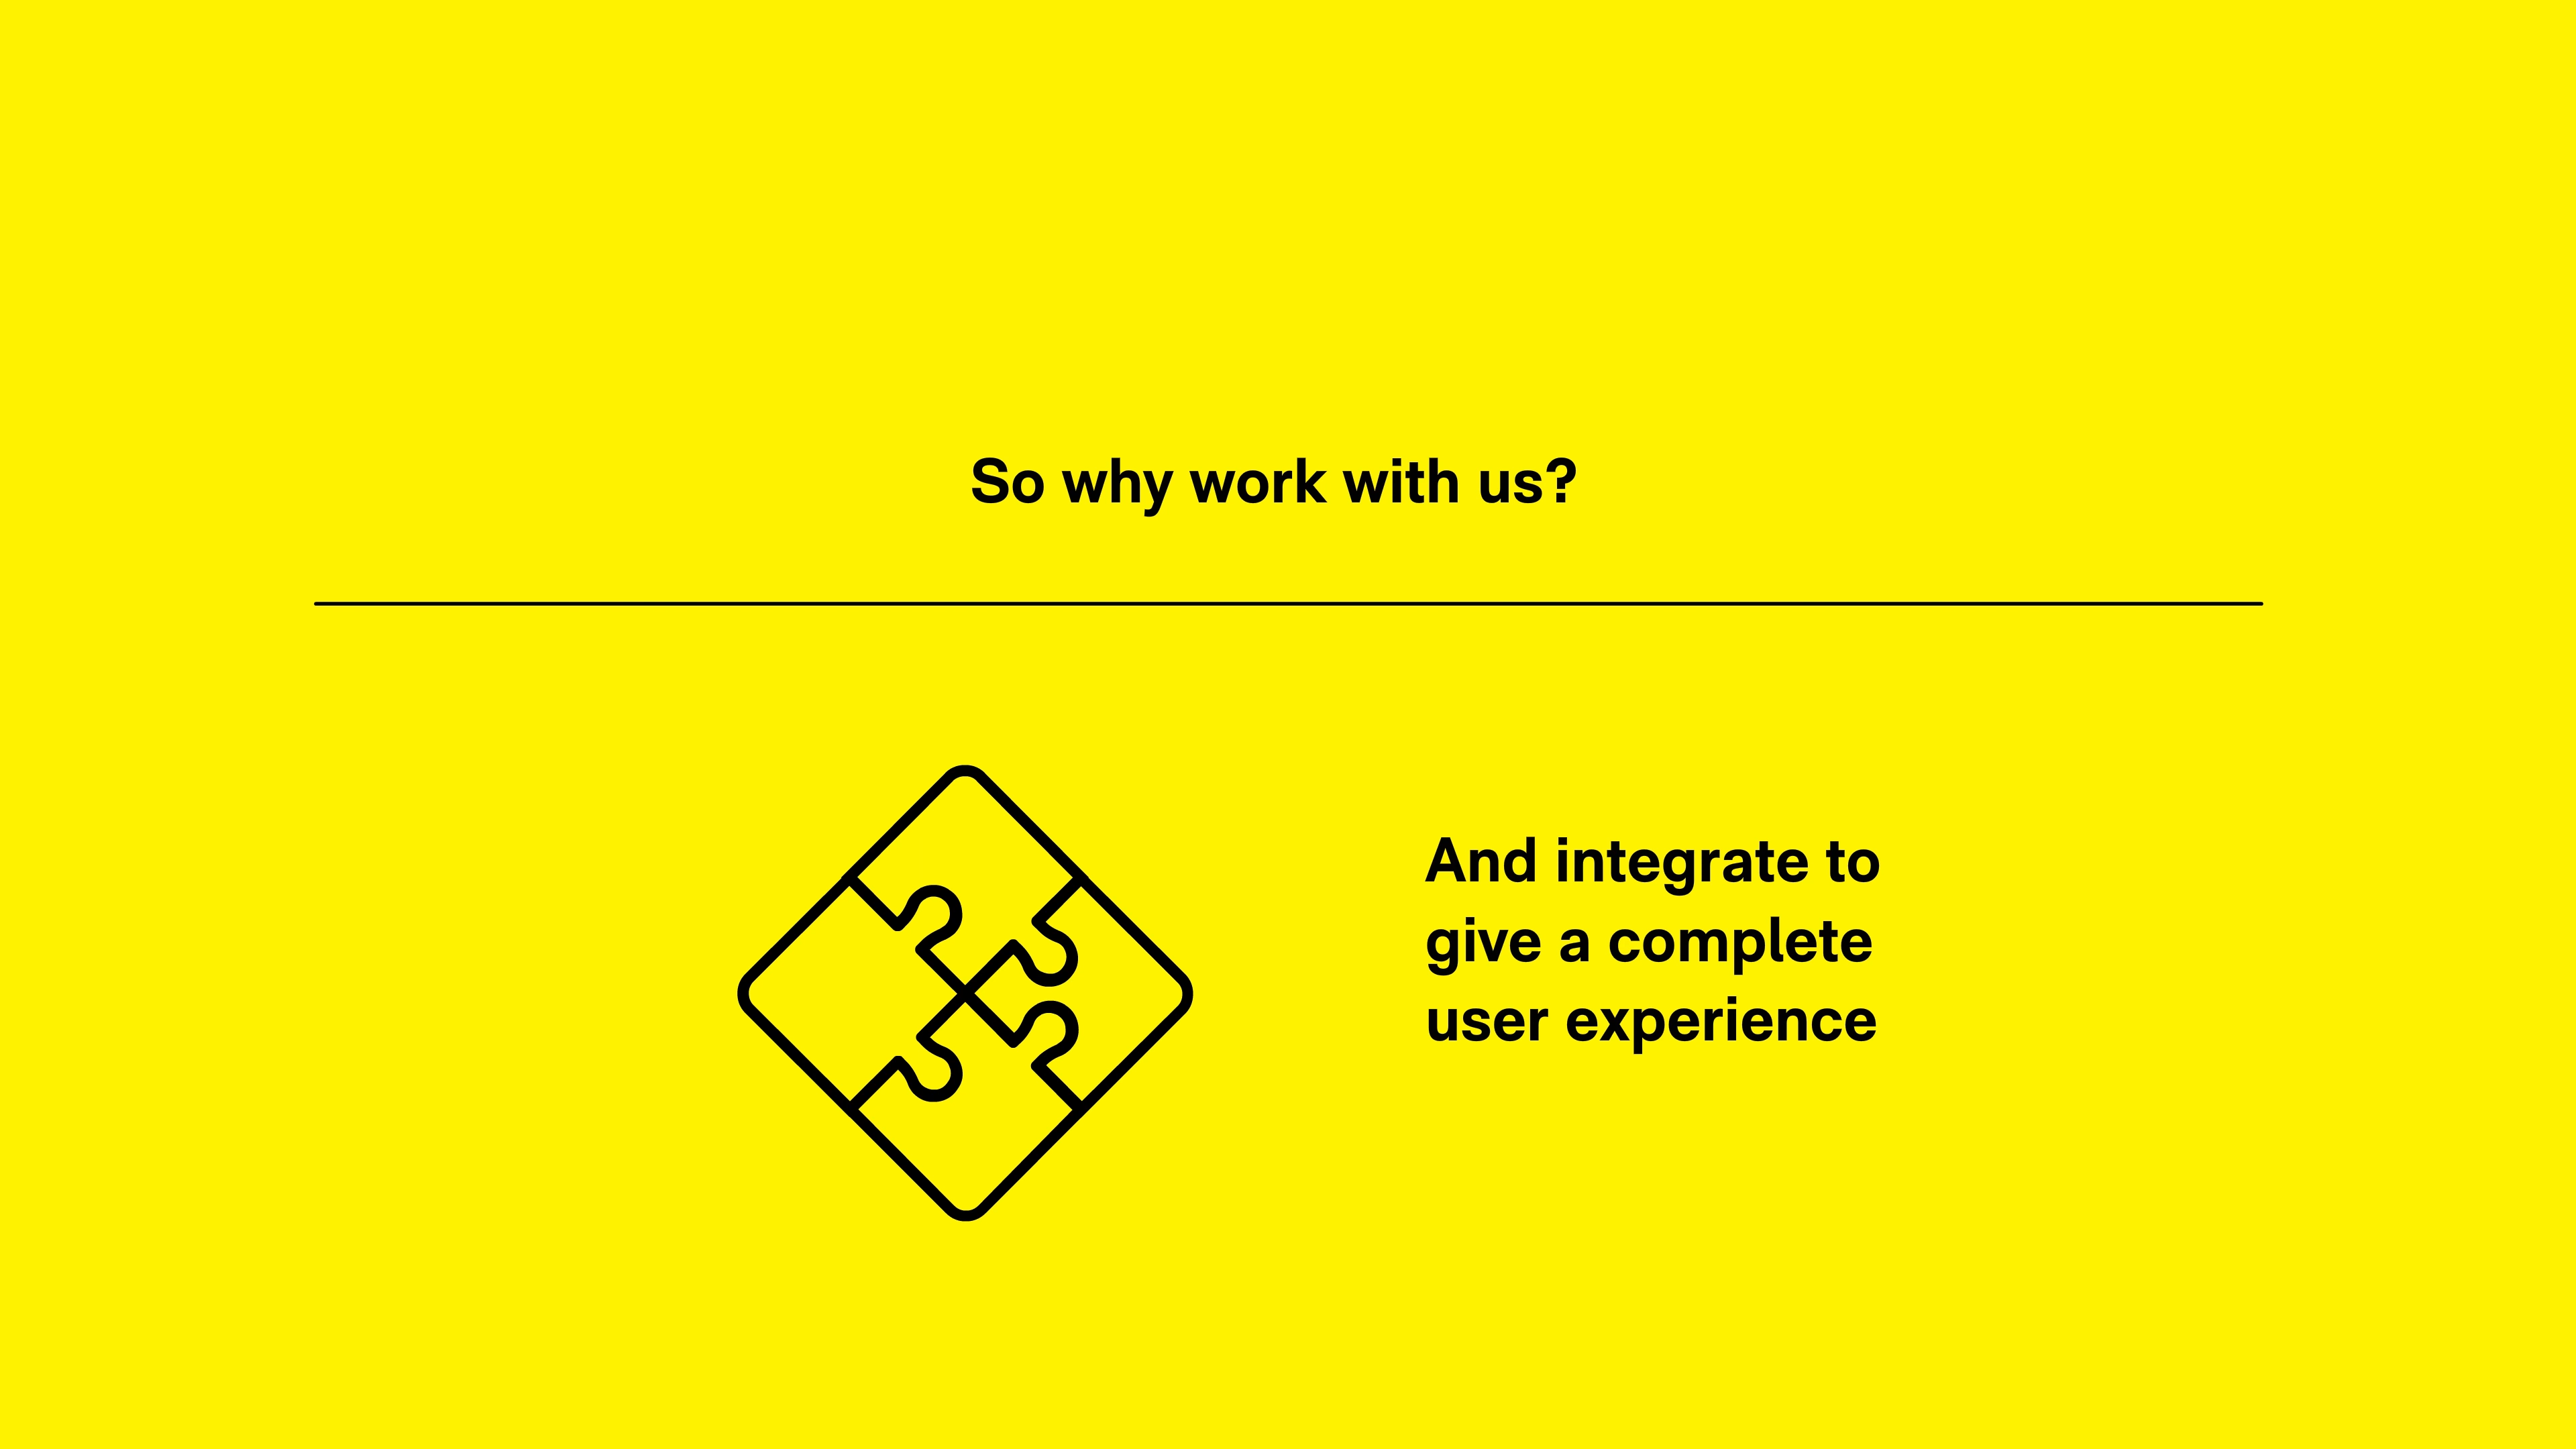 So why work with us?
And integrate to
give a complete
user experience